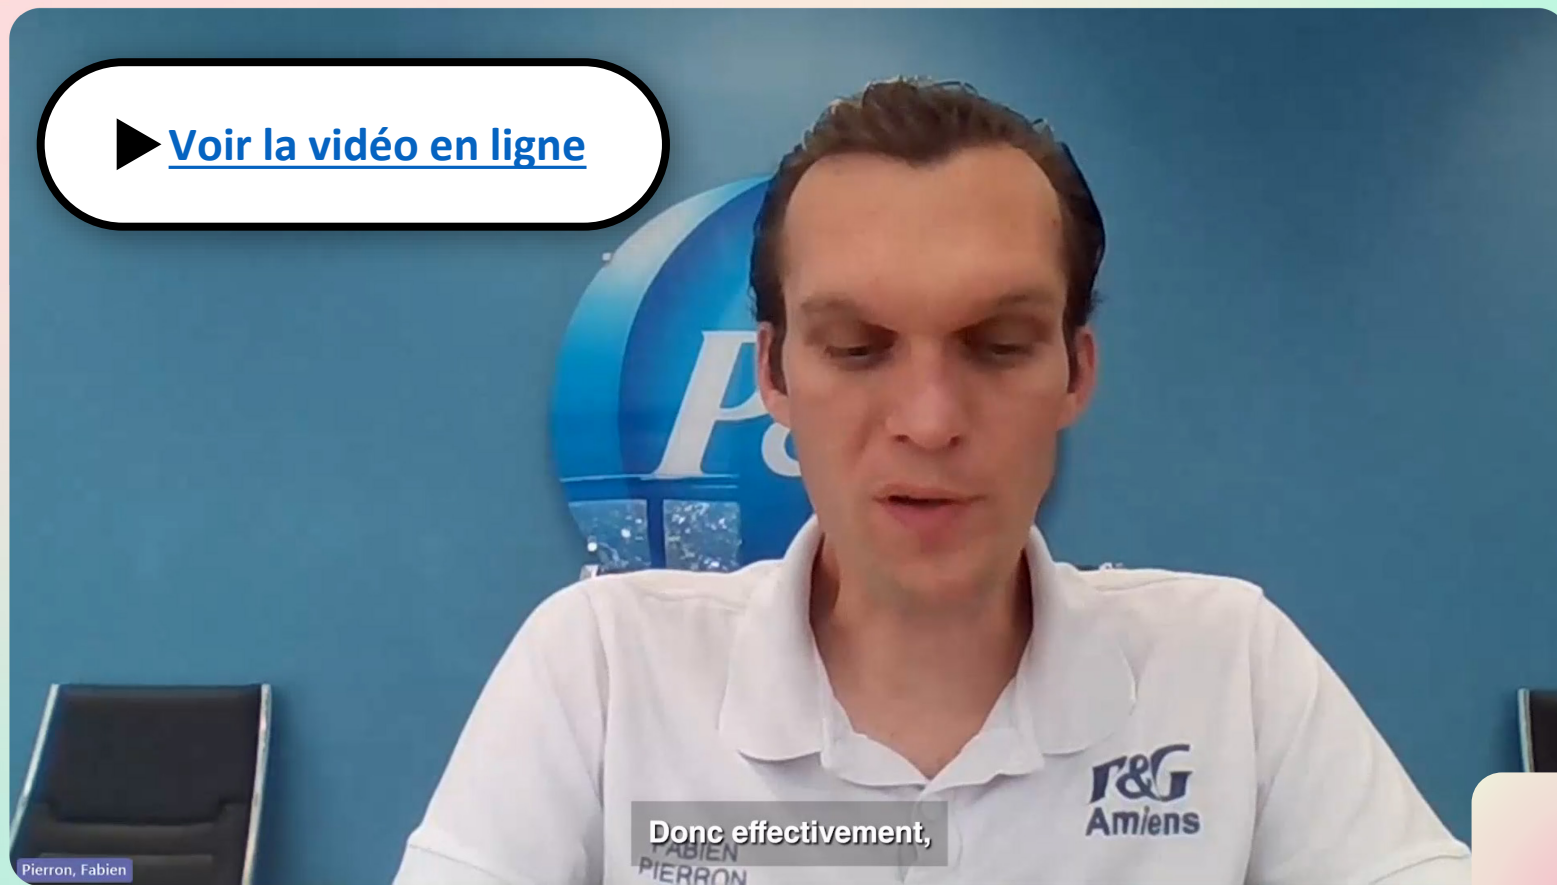 Voir la vidéo en ligne
P&
P&G
Amiens
Donc effectivement,
FABIEN
PIERRON
Pierron, Fabien